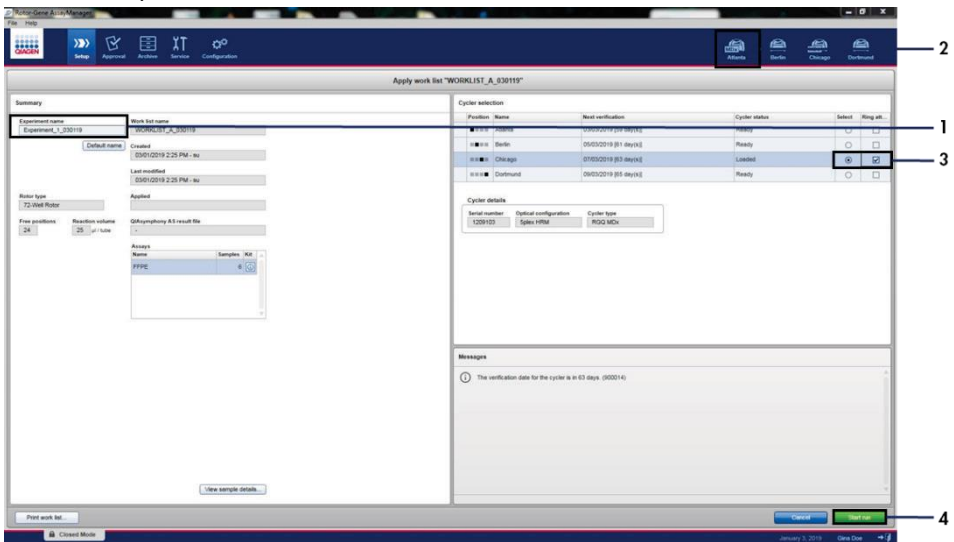 Rotor-Gene AssayManager
File Help
QIAGEN
Setup Approval Archive Service Configuration
Atlanta Berlin Chicago Dortmund
2
Apply work list "WORKLIST_A_030119"
Summary
Experiment name
Experiment_1_030119
Default name
Work list name
WORKLIST_A_030119
Created
03/01/2019 2:25 PM - su
Last modified
03/01/2019 2:25 PM - su
Rotor type
72-Well Rotor
Applied
Free positions
24
Reaction volume
25 µl / tube
QIAsymphony AS result file
-
Assays
Name Samples Kit
FFPE 6
View sample details...
Cycler selection
Position Name Next verification Cycler status Select Ring att...
Atlanta 03/03/2019 [59 day(s)] Ready
1
Berlin 05/03/2019 [61 day(s)] Ready
Chicago 07/03/2019 [63 day(s)] Loaded
3
Dortmund 09/03/2019 [65 day(s)] Ready
Cycler details
Serial number Optical configuration Cycler type
1209103 5plex HRM RGQ MDx
Messages
The verification date for the cycler is in 63 days. (900014)
Print work list...
Cancel Start run
4
Closed Mode
January 3, 2019 Gina Doe